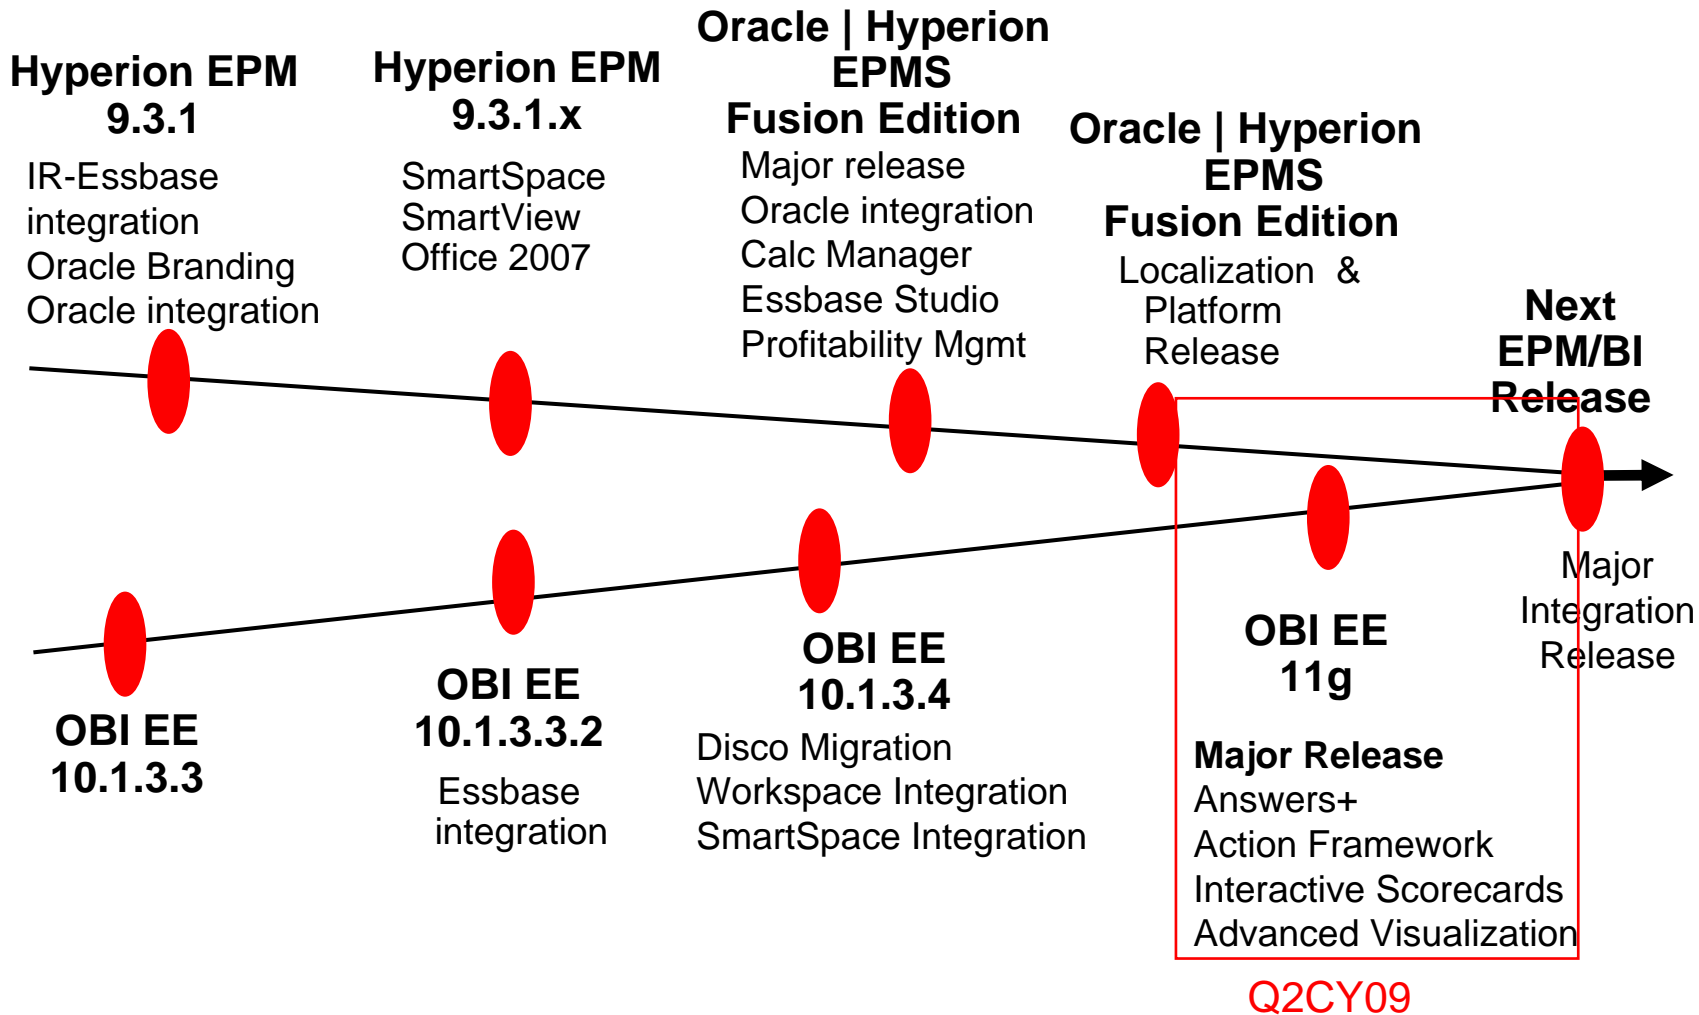 Hyperion EPM
9.3.1
IR-Essbase
integration
Oracle Branding
Oracle integration
Hyperion EPM
9.3.1.x
SmartSpace
SmartView
Office 2007
Oracle | Hyperion
EPMS
Fusion Edition
Major release
Oracle integration
Calc Manager
Essbase Studio
Profitability Mgmt
Oracle | Hyperion
EPMS
Fusion Edition
Localization &
Platform
Release
Next
EPM/BI
Release
Major
Integration
Release
OBI EE
10.1.3.3
OBI EE
10.1.3.3.2
Essbase
integration
OBI EE
10.1.3.4
Disco Migration
Workspace Integration
SmartSpace Integration
OBI EE
11g
Major Release
Answers+
Action Framework
Interactive Scorecards
Advanced Visualization
Q2CY09